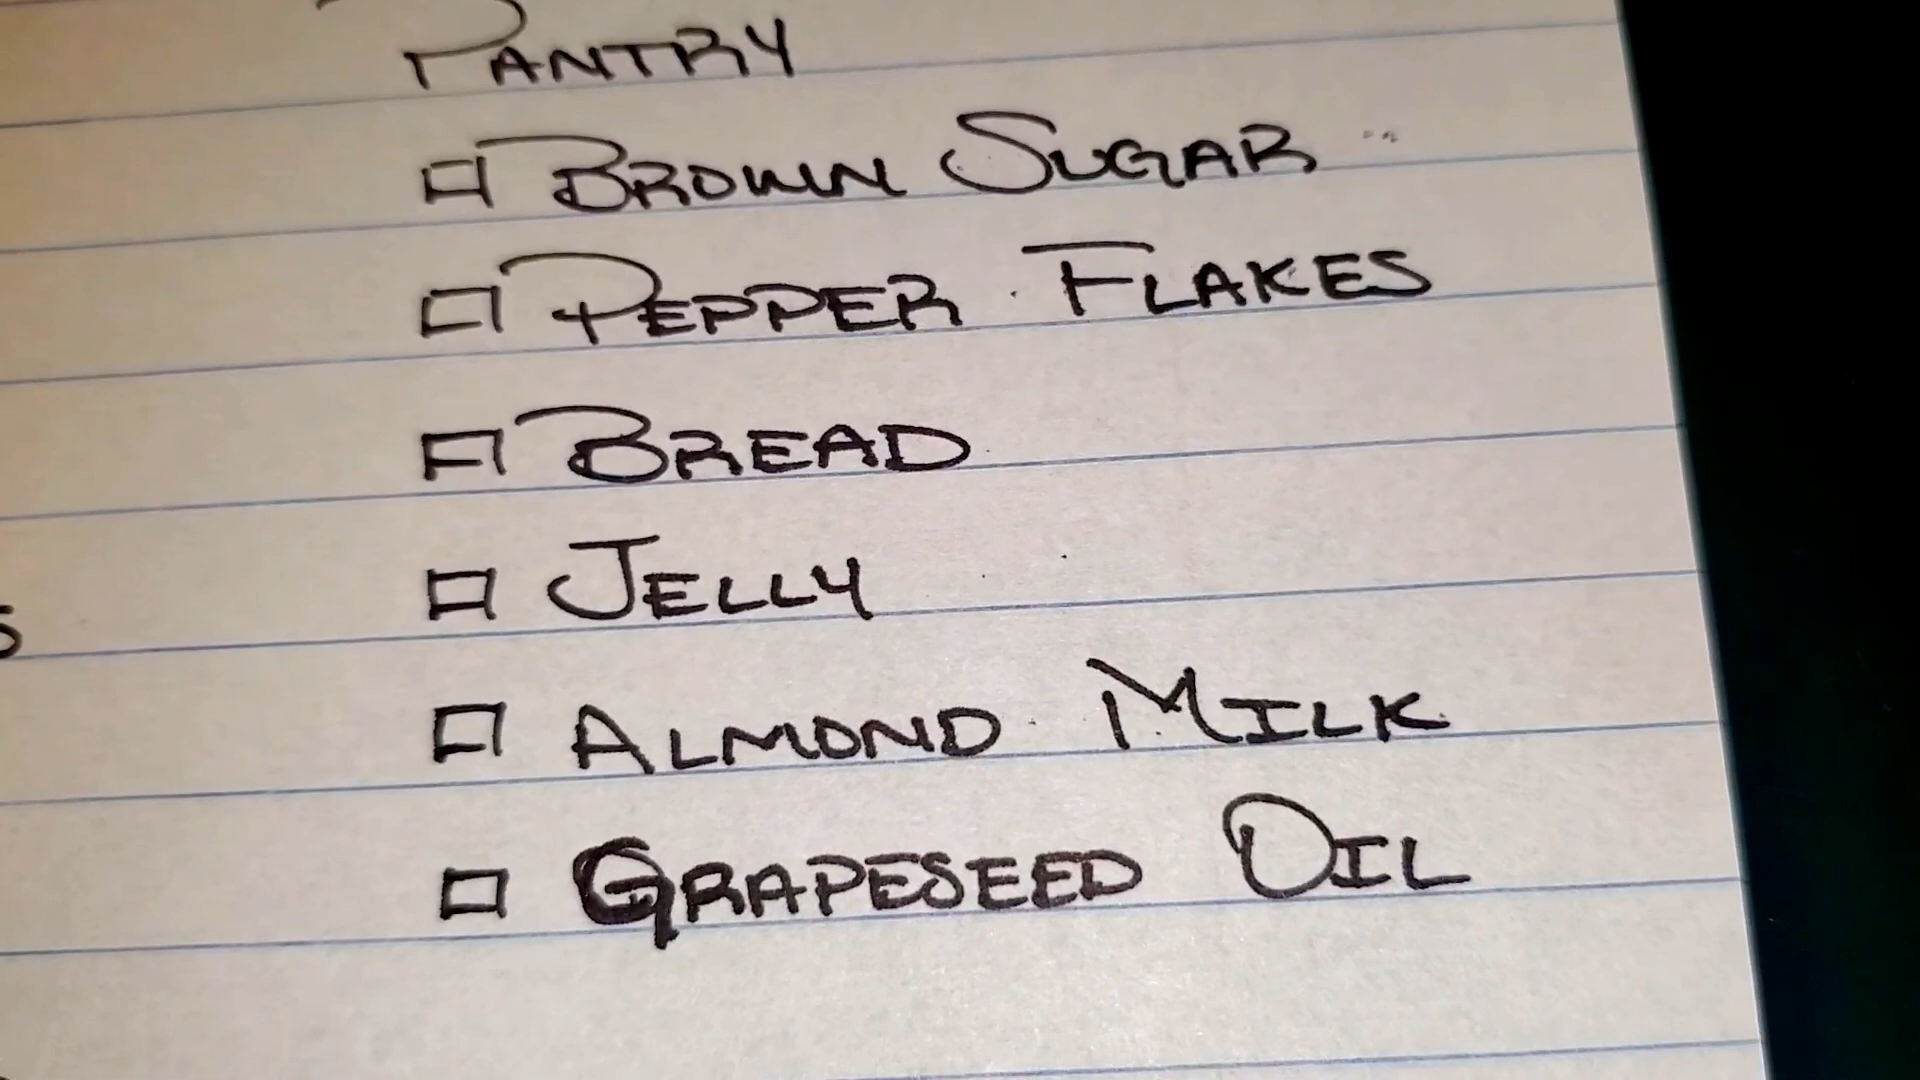 PANTRY
□ BROWN SUGAR
□ PEPPER FLAKES
□ BREAD
□ JELLY
□ ALMOND MILK
□ GRAPESEED OIL